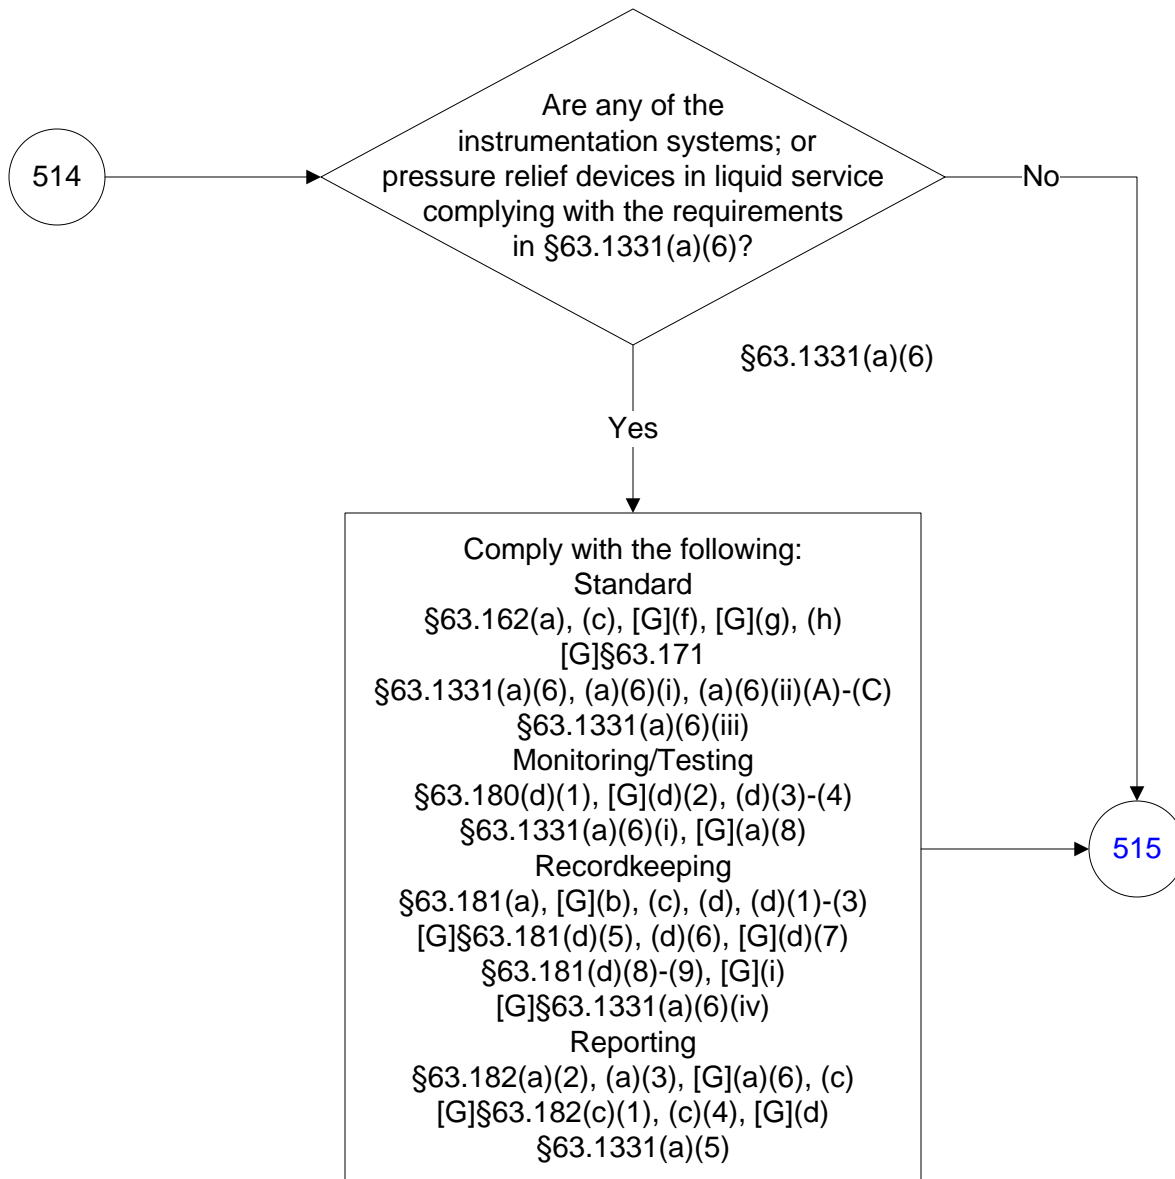 514
Are any of the
instrumentation systems; or
pressure relief devices in liquid service
complying with the requirements
in §63.1331(a)(6)?
No
§63.1331(a)(6)
Yes
Comply with the following:
Standard
§63.162(a), (c), [G](f), [G](g), (h)
[G]§63.171
§63.1331(a)(6), (a)(6)(i), (a)(6)(ii)(A)-(C)
§63.1331(a)(6)(iii)
Monitoring/Testing
§63.180(d)(1), [G](d)(2), (d)(3)-(4)
§63.1331(a)(6)(i), [G](a)(8)
Recordkeeping
§63.181(a), [G](b), (c), (d), (d)(1)-(3)
[G]§63.181(d)(5), (d)(6), [G](d)(7)
§63.181(d)(8)-(9), [G](i)
[G]§63.1331(a)(6)(iv)
Reporting
§63.182(a)(2), (a)(3), [G](a)(6), (c)
[G]§63.182(c)(1), (c)(4), [G](d)
§63.1331(a)(5)
515